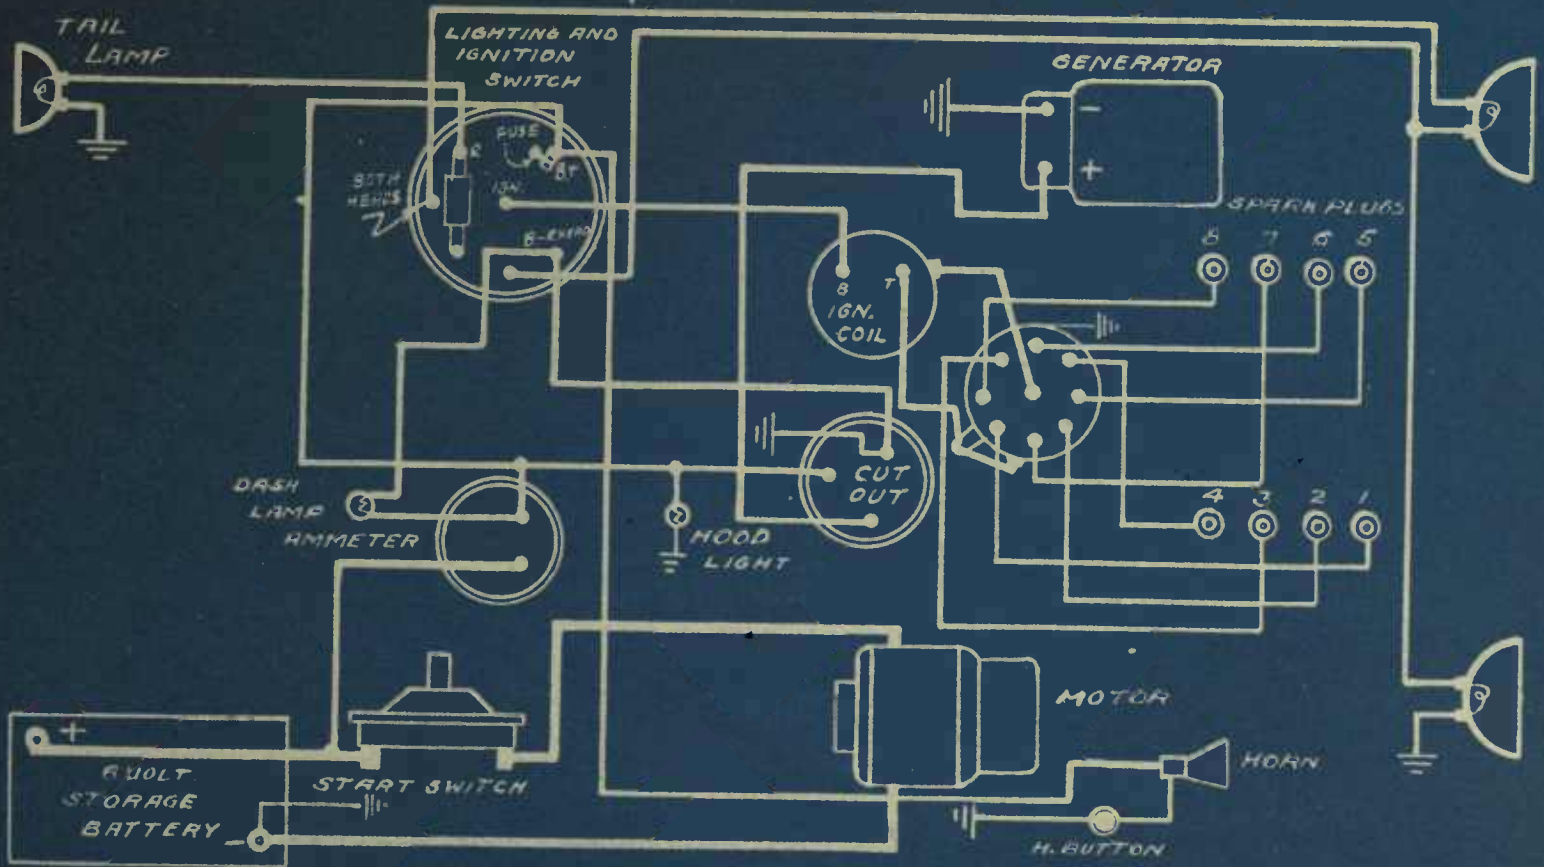 TAIL
LAMP
LIGHTING AND
IGNITION
SWITCH
GENERATOR
-
+
FUSE
R
BT
BOTH
IGN.
SPARK PLUGS
8 7 6 5
B T
IGN.
COIL
CUT
OUT
DASH
LAMP
AMMETER
HOOD
LIGHT
4 3 2 1
MOTOR
HORN
H. BUTTON
START SWITCH
+
6 VOLT
STORAGE
BATTERY
-